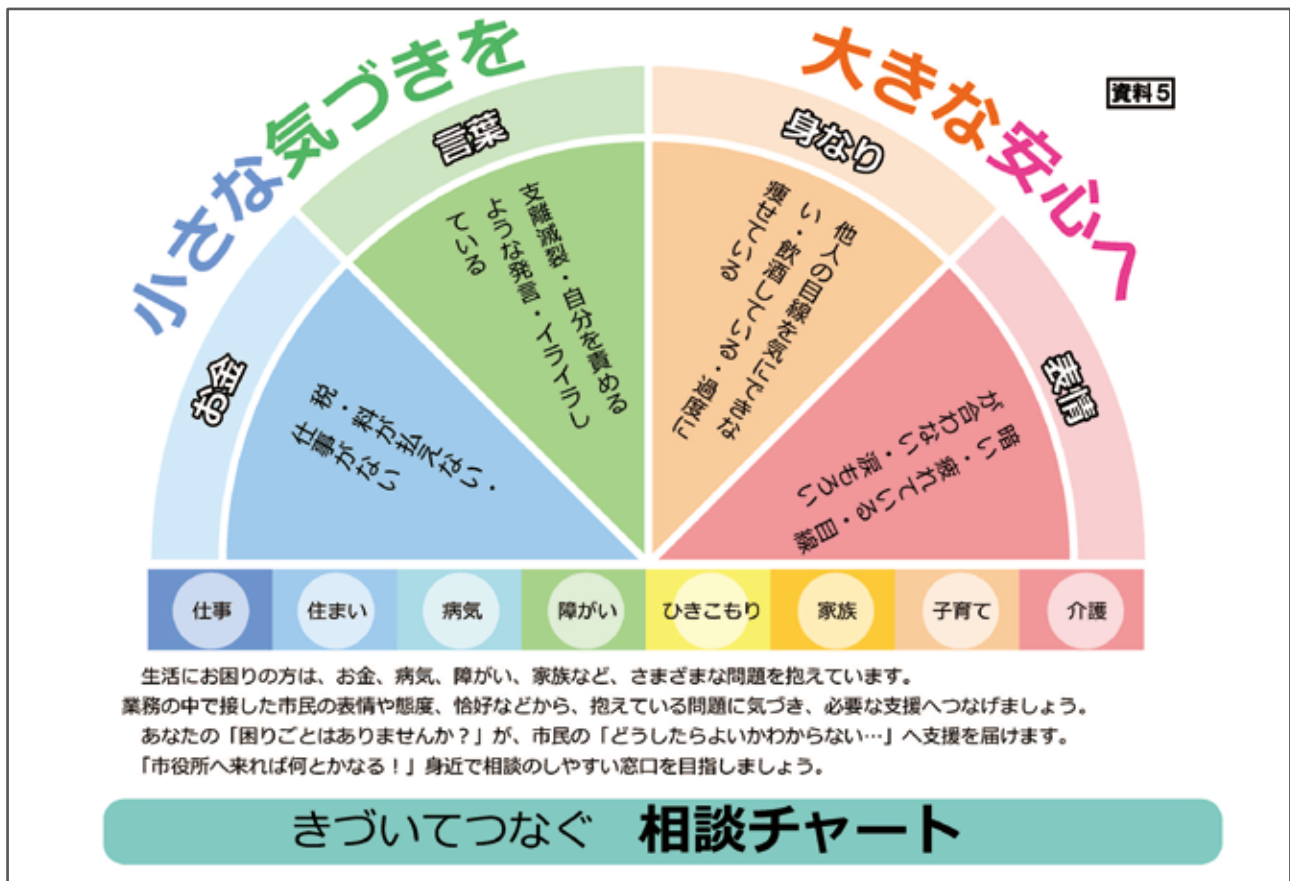 小さな気づきを
大きな安心へ
資料5
お金
税・料が払えない・
仕事がない
言葉
支離滅裂・自分を責める
ような発言・イライラし
ている
身なり
他人の目線を気にできな
い・飲酒している・過度に
痩せている
表情
暗い・疲れている・目線
が合わない・涙もろい
仕事
住まい
病気
障がい
ひきこもり
家族
子育て
介護
生活にお困りの方は、お金、病気、障がい、家族など、さまざまな問題を抱えています。
業務の中で接した市民の表情や態度、恰好などから、抱えている問題に気づき、必要な支援へつなげましょう。
あなたの「困りごとはありませんか？」が、市民の「どうしたらよいかわからない…」へ支援を届けます。
「市役所へ来れば何とかなる！」身近で相談のしやすい窓口を目指しましょう。
きづいてつなぐ 相談チャート